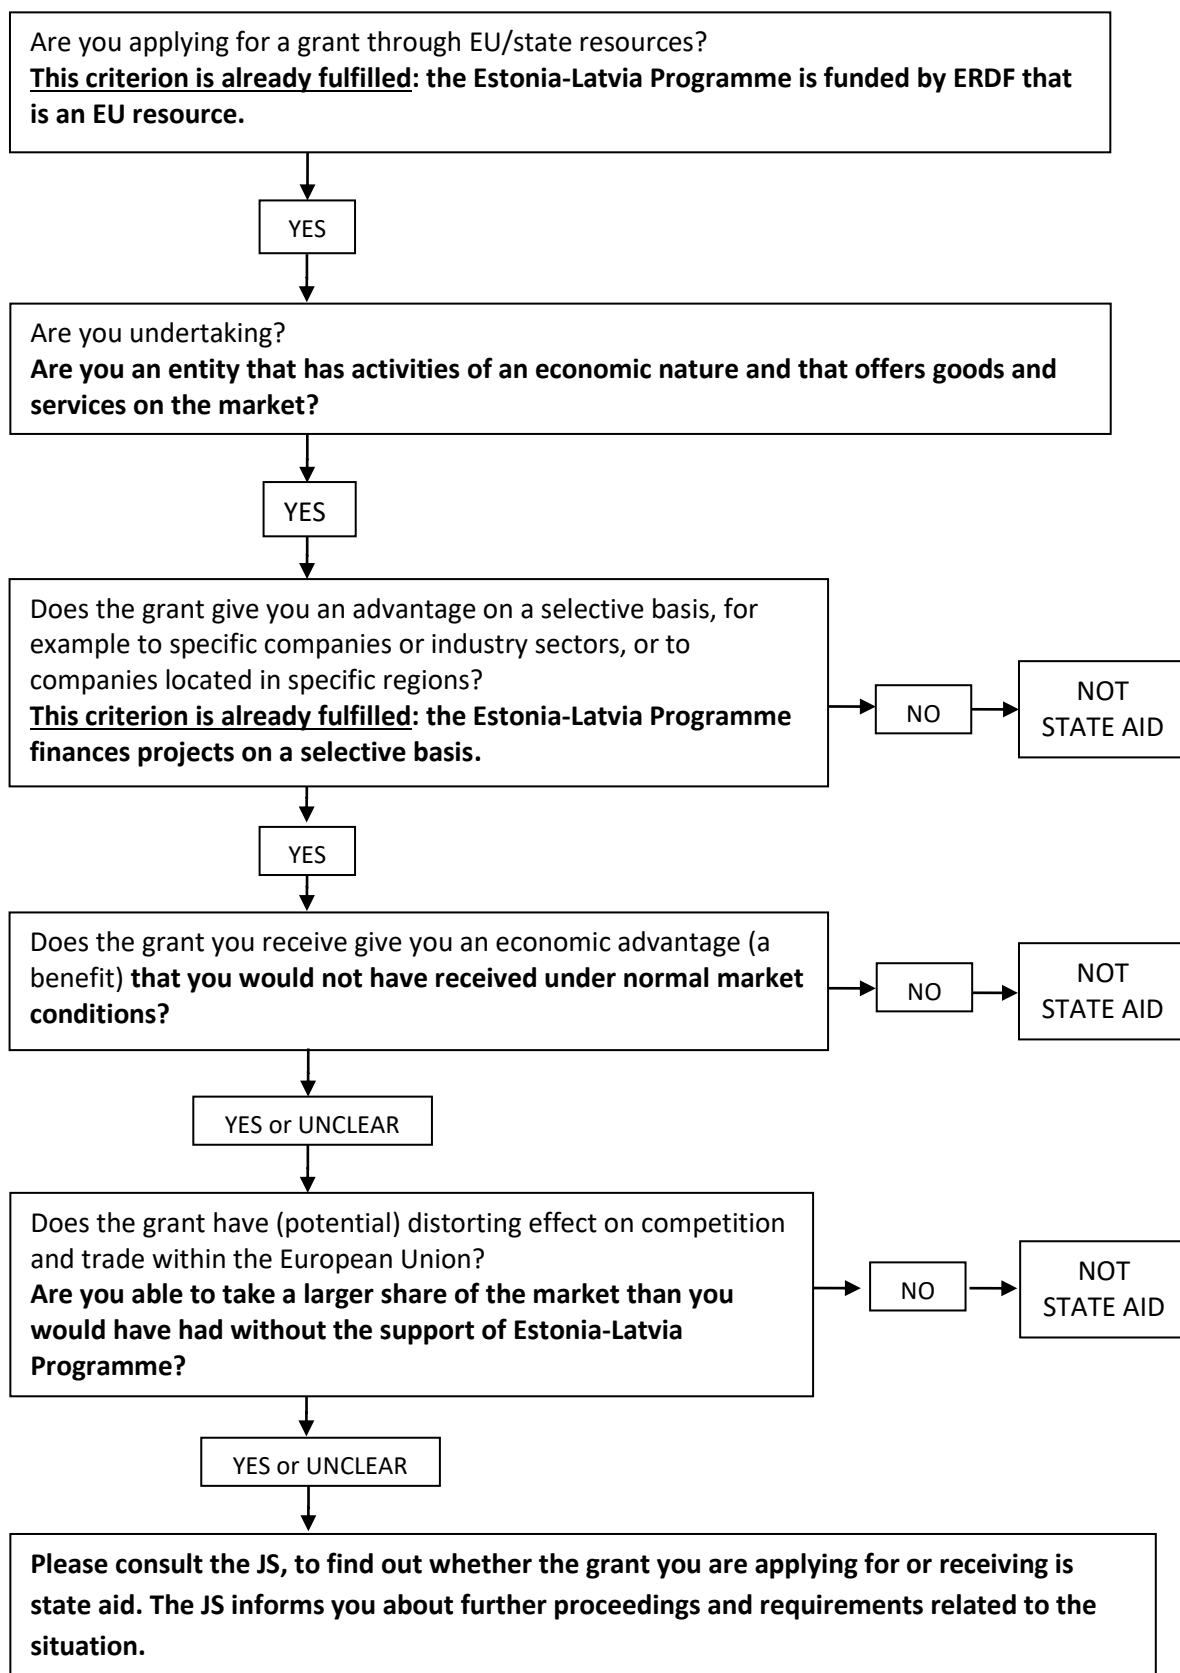 Are you applying for a grant through EU/state resources?
This criterion is already fulfilled: the Estonia-Latvia Programme is funded by ERDF that
is an EU resource.
YES
Are you undertaking?
Are you an entity that has activities of an economic nature and that offers goods and
services on the market?
YES
Does the grant give you an advantage on a selective basis, for
example to specific companies or industry sectors, or to
companies located in specific regions?
This criterion is already fulfilled: the Estonia-Latvia Programme
finances projects on a selective basis.
NO
NOT
STATE AID
YES
Does the grant you receive give you an economic advantage (a
benefit) that you would not have received under normal market
conditions?
NO
NOT
STATE AID
YES or UNCLEAR
Does the grant have (potential) distorting effect on competition
and trade within the European Union?
Are you able to take a larger share of the market than you
would have had without the support of Estonia-Latvia
Programme?
NO
NOT
STATE AID
YES or UNCLEAR
Please consult the JS, to find out whether the grant you are applying for or receiving is
state aid. The JS informs you about further proceedings and requirements related to the
situation.